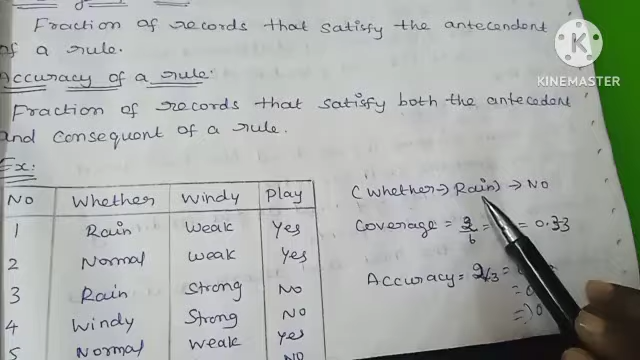 Fraction of records that satisfy the antecendent
of a rule.
Accuracy of a rule:
Fraction of records that satisfy both the antecedent
and consequent of a rule.
Ex:
NO Whether Windy Play
1 Rain Weak Yes
2 Normal Weak Yes
3 Rain Strong NO
4 Windy Strong NO
5 Normal Weak Yes
NO
(Whether → Rain) → NO
Coverage = /6 = = 0.33
Accuracy = 2/3 =
=
=)0
K
KINEMASTER